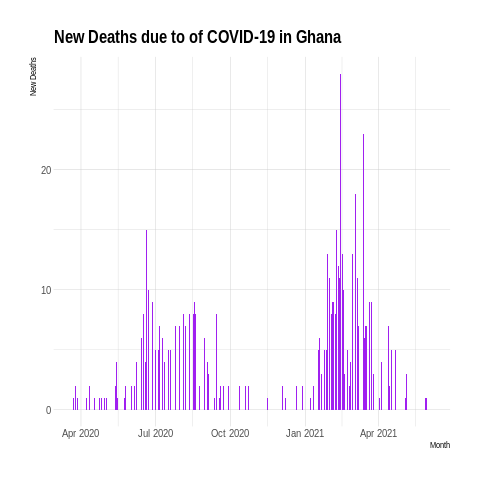 New Deaths due to of COVID-19 in Ghana
New Deaths
20
10
0
Apr 2020 Jul 2020 Oct 2020 Jan 2021 Apr 2021
Month